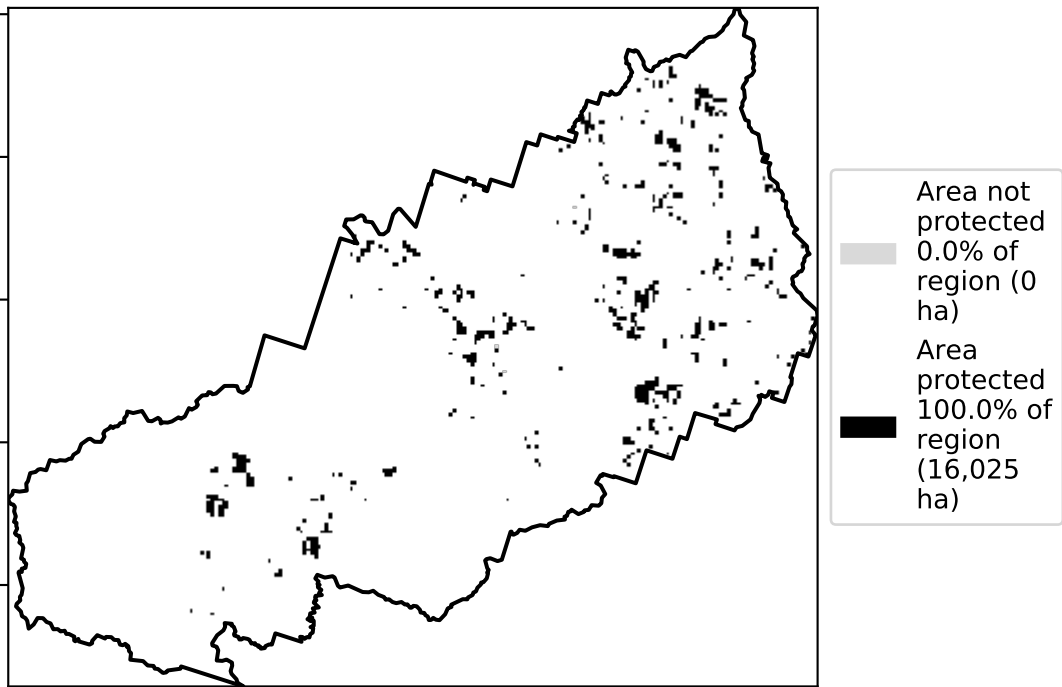 Area not
protected
0.0% of
region (0
ha)
Area
protected
100.0% of
region
(16,025
ha)